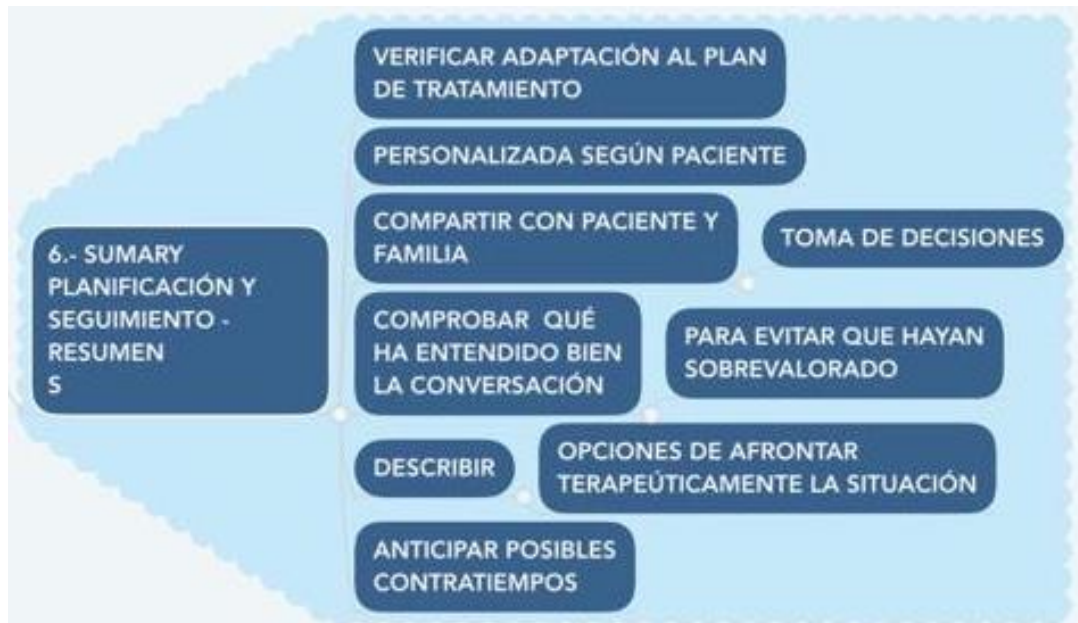 VERIFICAR ADAPTACIÓN AL PLAN
DE TRATAMIENTO
PERSONALIZADA SEGÚN PACIENTE
COMPARTIR CON PACIENTE Y
FAMILIA
TOMA DE DECISIONES
6.- SUMARY
PLANIFICACIÓN Y
SEGUIMIENTO -
RESUMEN
S
COMPROBAR QUÉ
HA ENTENDIDO BIEN
LA CONVERSACIÓN
PARA EVITAR QUE HAYAN
SOBREVALORADO
DESCRIBIR
OPCIONES DE AFRONTAR
TERAPEÚTICAMENTE LA SITUACIÓN
ANTICIPAR POSIBLES
CONTRATIEMPOS